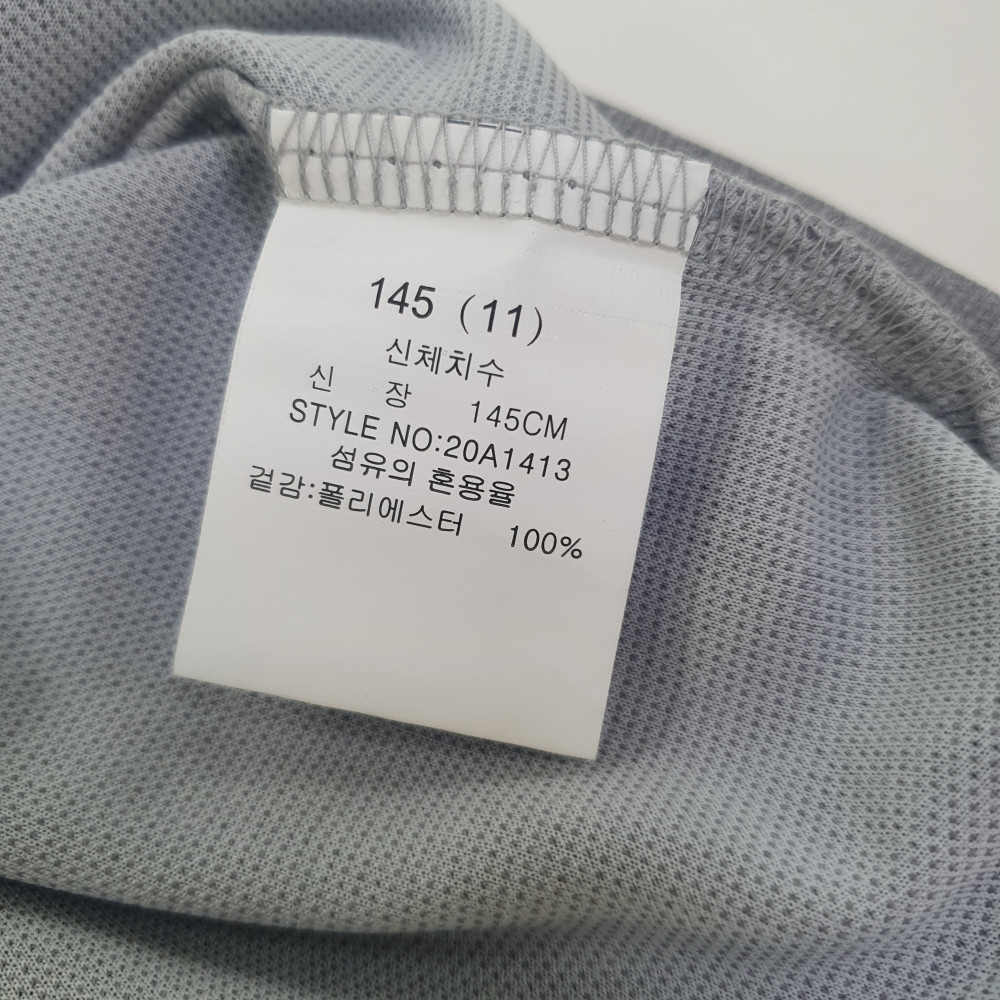 145 (11)
신체치수
신 장 145CM
STYLE NO:20A1413
섬유의 혼용율
겉감:폴리에스터 100%